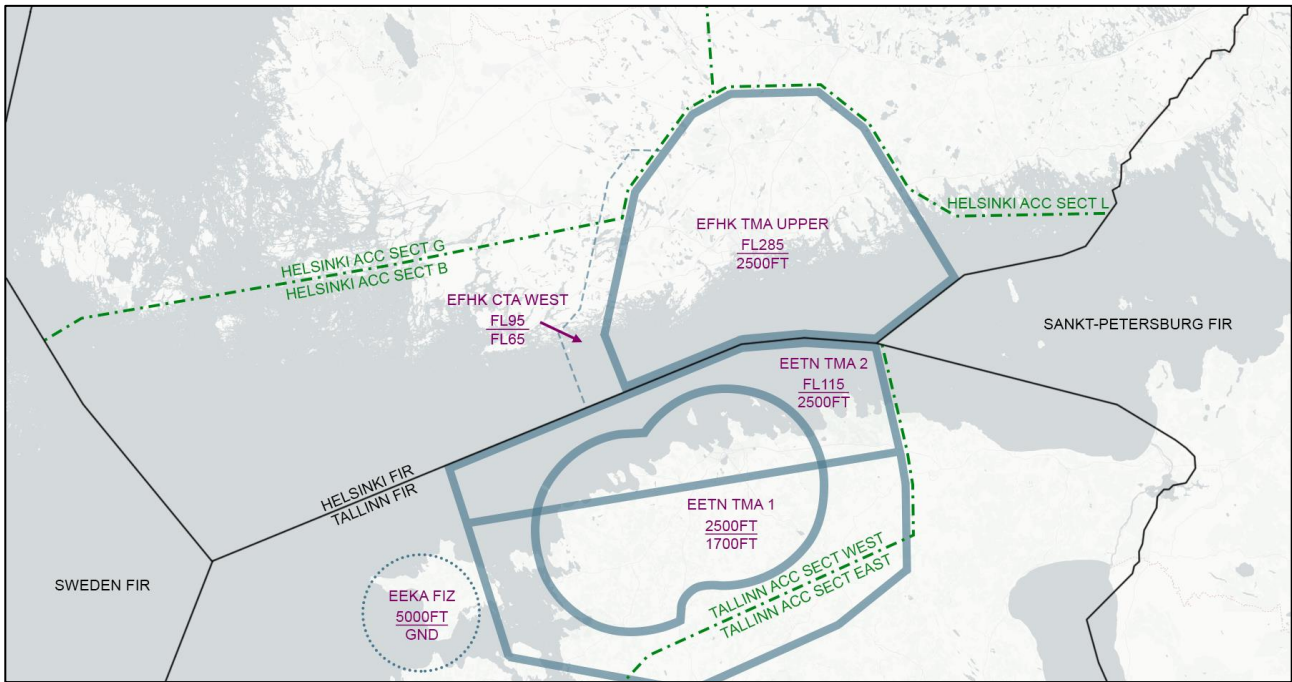 HELSINKI ACC SECT L
EFHK TMA UPPER
FL285
2500FT
HELSINKI ACC SECT G
HELSINKI ACC SECT B
EFHK CTA WEST
FL95
FL65
SANKT-PETERSBURG FIR
EETN TMA 2
FL115
2500FT
HELSINKI FIR
TALLINN FIR
EETN TMA 1
2500FT
1700FT
SWEDEN FIR
EEKA FIZ
5000FT
GND
TALLINN ACC SECT WEST
TALLINN ACC SECT EAST